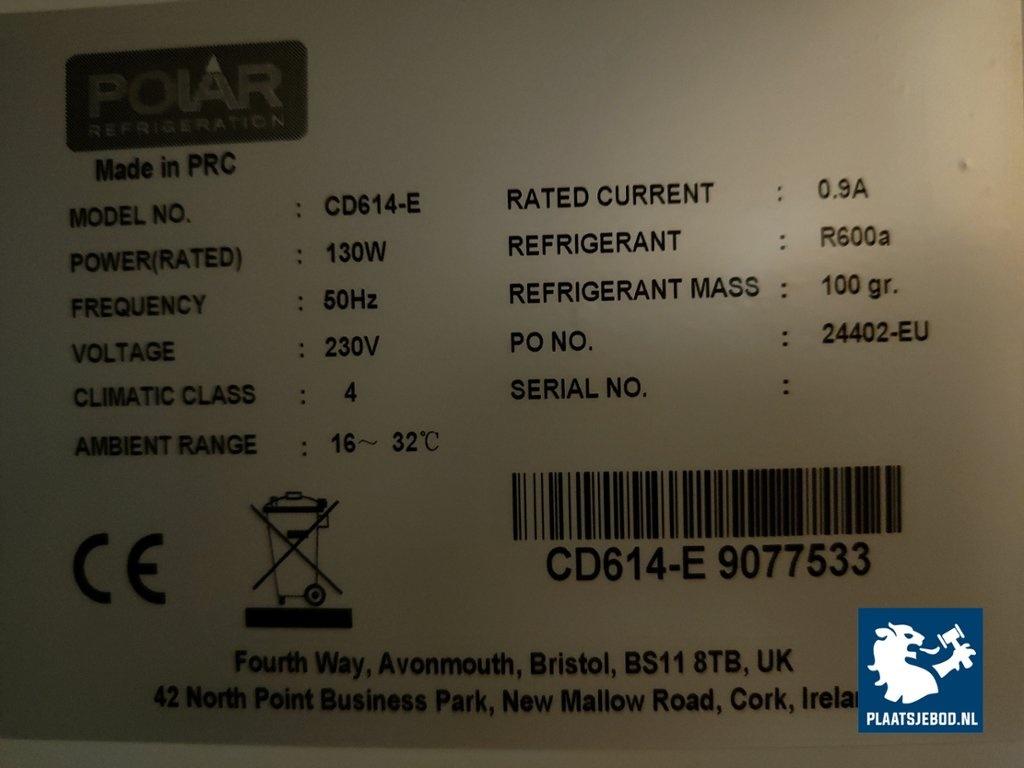 POLAR
REFRIGERATION
Made in PRC
MODEL NO. : CD614-E
POWER(RATED) : 130W
FREQUENCY : 50Hz
VOLTAGE : 230V
CLIMATIC CLASS : 4
AMBIENT RANGE : 16～ 32℃
RATED CURRENT : 0.9A
REFRIGERANT : R600a
REFRIGERANT MASS : 100 gr.
PO NO. : 24402-EU
SERIAL NO. :
CD614-E 9077533
CE
Fourth Way, Avonmouth, Bristol, BS11 8TB, UK
42 North Point Business Park, New Mallow Road, Cork,
PLAATSJEBOD.NL